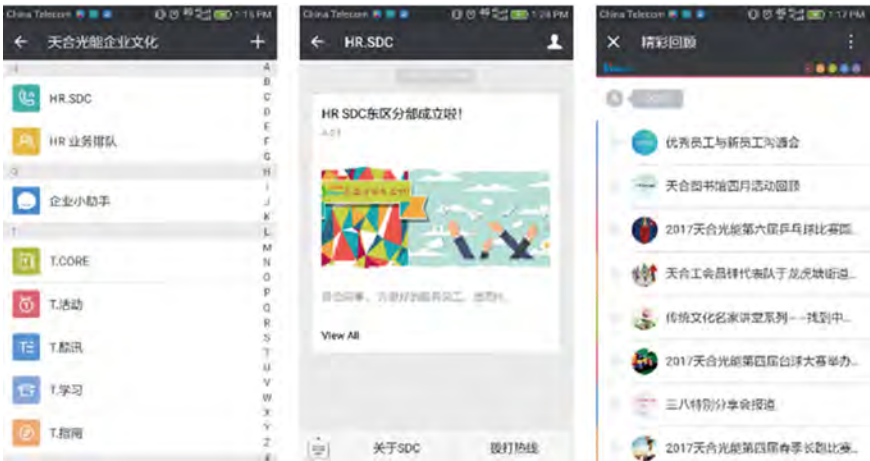 China Telecom
1:15 PM
天合光能企业文化
H
HR.SDC
HR 业务排队
Q
企业小助手
T
T.CORE
T.活动
T.酷讯
T.学习
T.指南
A
B
C
D
E
F
G
H
I
J
K
L
M
N
O
P
Q
R
S
T
U
V
W
X
Y
Z
#
China Telecom
1:28 PM
HR.SDC
HR SDC东区分部成立啦!
View All
关于SDC
拨打热线
China Telecom
1:17 PM
精彩回顾
优秀员工与新员工沟通会
天合图书馆四月活动回顾
2017天合光能第六届乒乓球比赛圆...
天合工会员锋代表队于龙虎塘街道...
传统文化名家讲堂系列--找到中...
2017天合光能第四届台球大赛举办...
三八特别分享会报道
2017天合光能第四届春季长跑比赛...